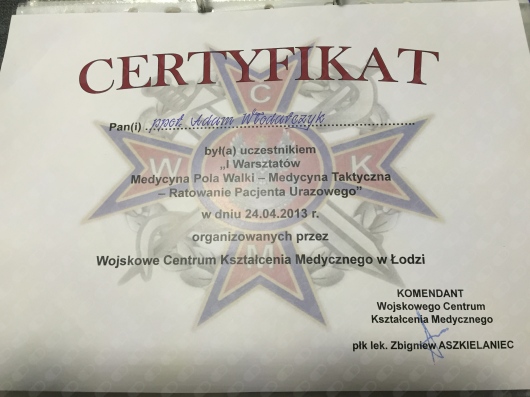 CERTYFIKAT
Pan(i) ppor. Adam Włodarczyk
był(a) uczestnikiem
„I Warsztatów
Medycyna Pola Walki – Medycyna Taktyczna
– Ratowanie Pacjenta Urazowego”
w dniu 24.04.2013 r.
organizowanych przez
Wojskowe Centrum Kształcenia Medycznego w Łodzi
KOMENDANT
Wojskowego Centrum
Kształcenia Medycznego
płk lek. Zbigniew ASZKIELANIEC
C
W
K
M